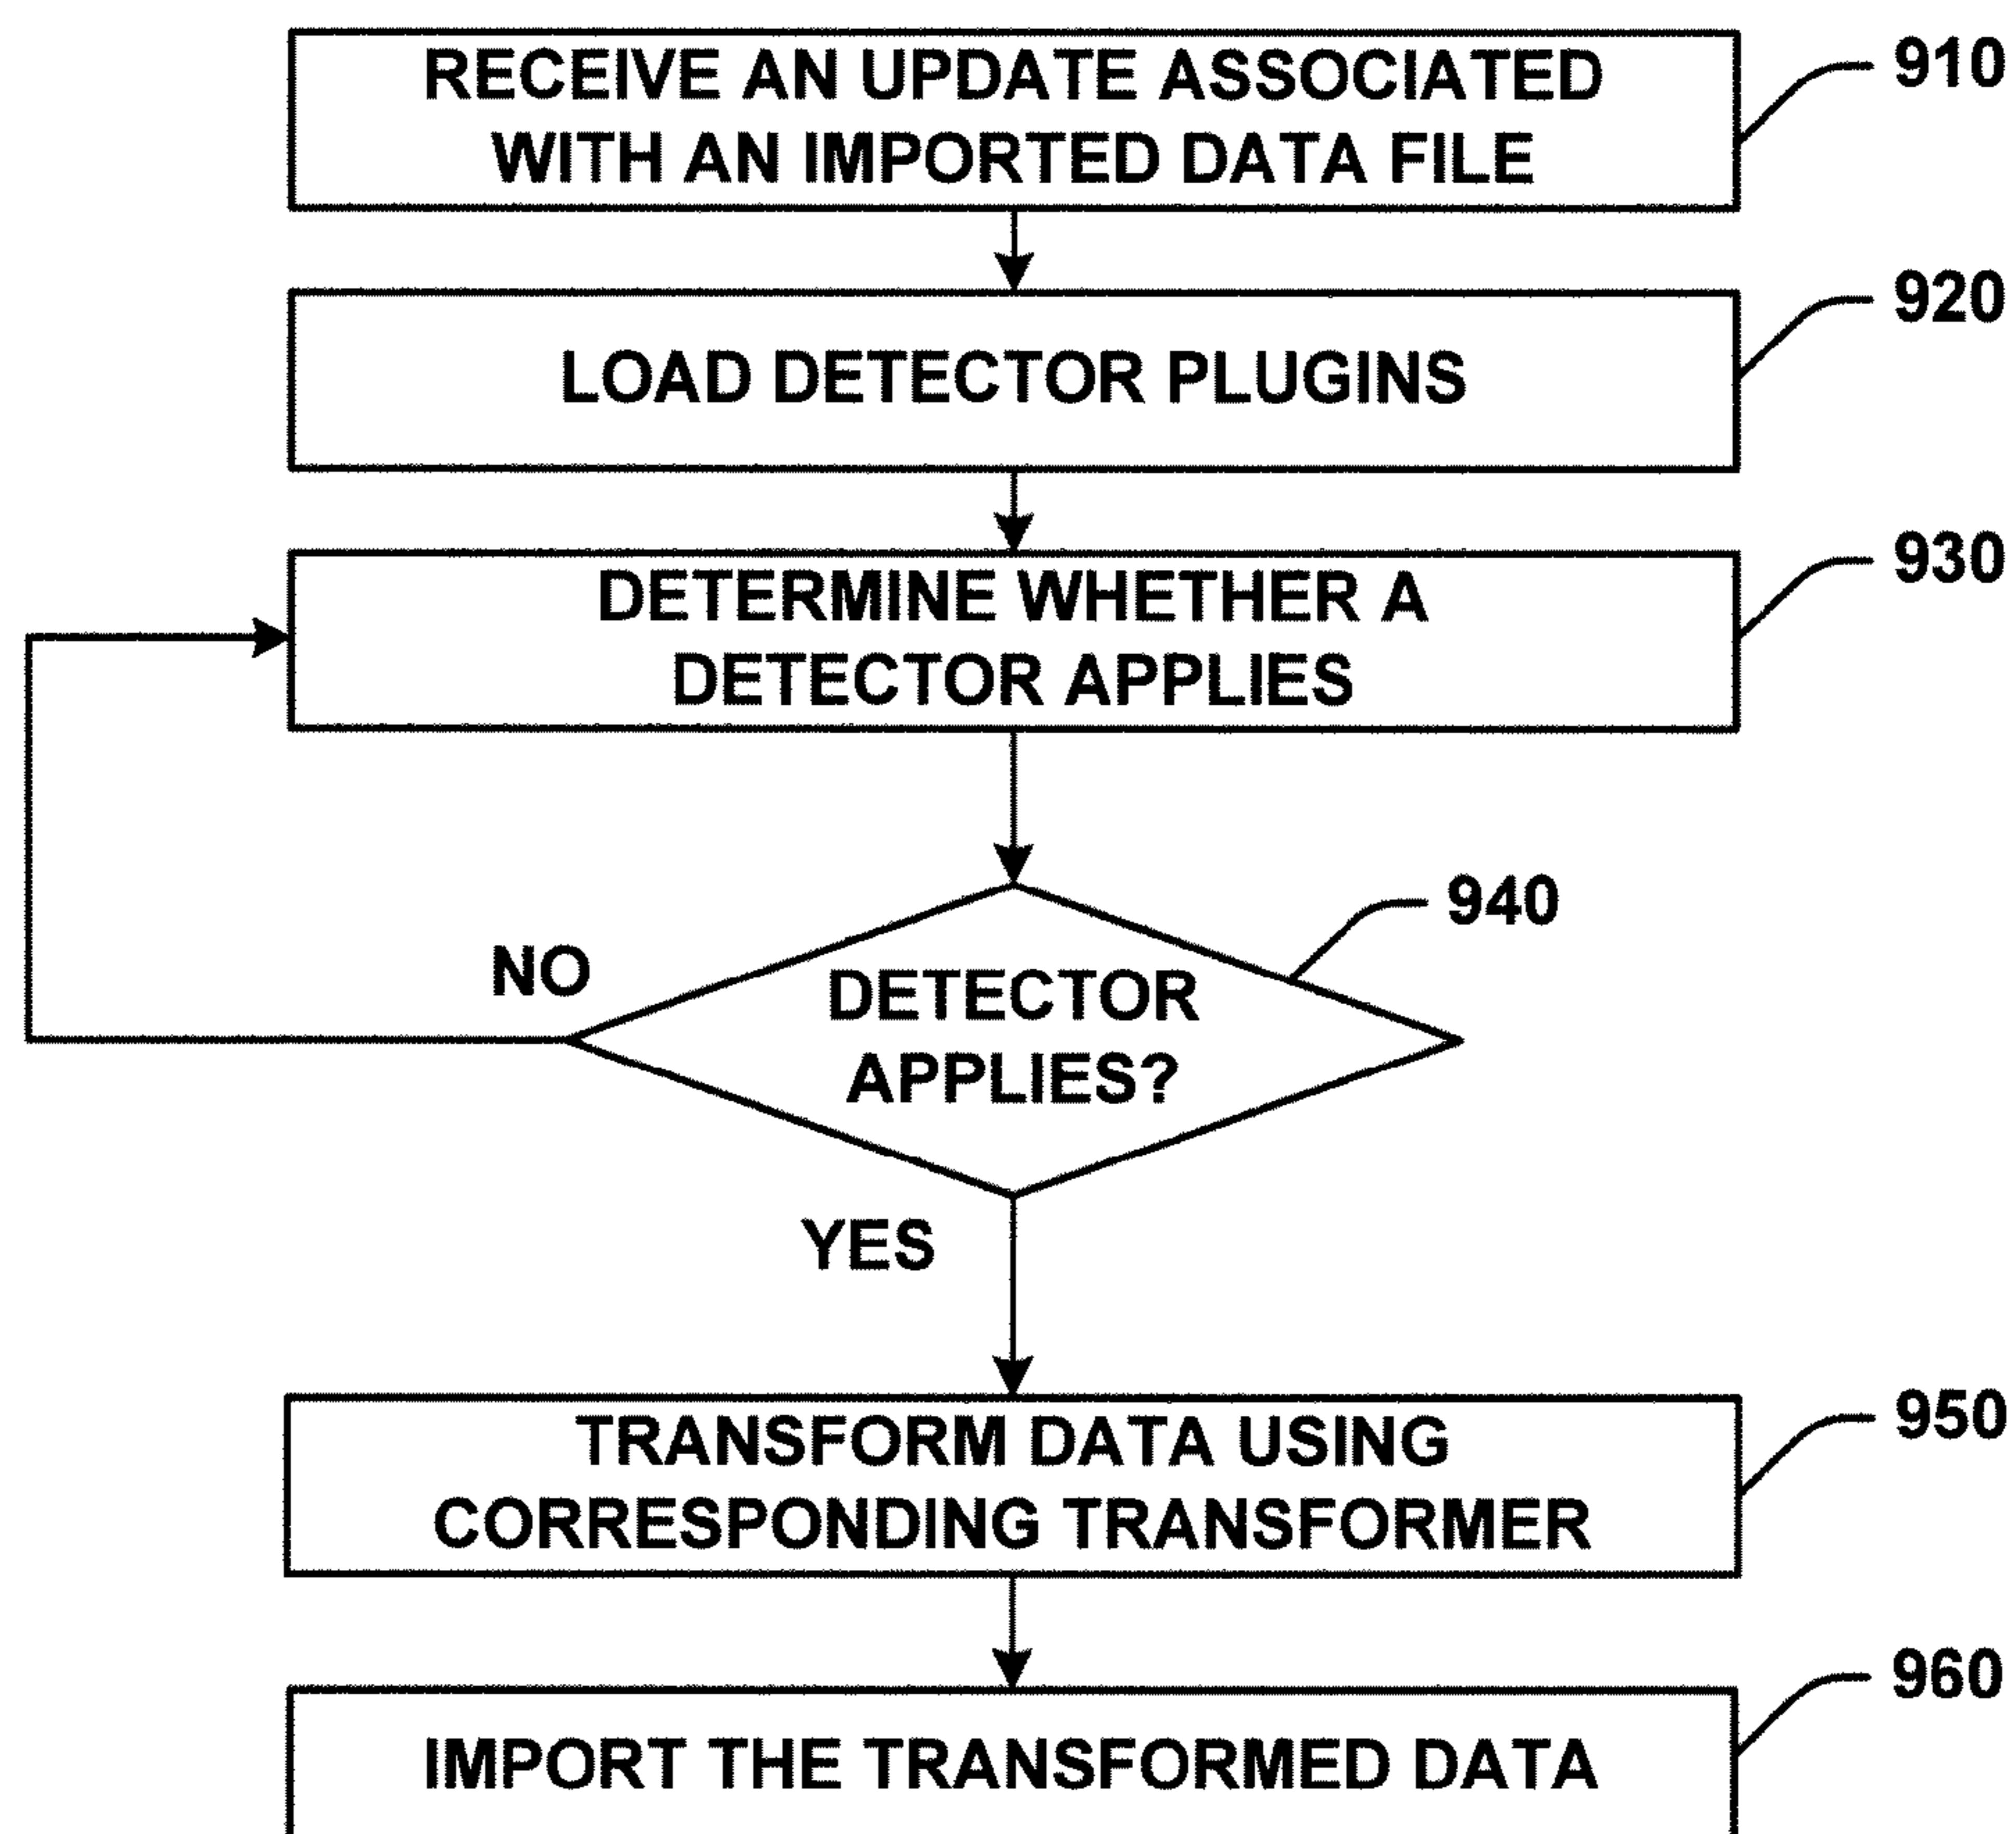 RECEIVE AN UPDATE ASSOCIATED
WITH AN IMPORTED DATA FILE
910
LOAD DETECTOR PLUGINS
920
DETERMINE WHETHER A
DETECTOR APPLIES
930
940
NO
DETECTOR
APPLIES?
YES
TRANSFORM DATA USING
CORRESPONDING TRANSFORMER
950
IMPORT THE TRANSFORMED DATA
960